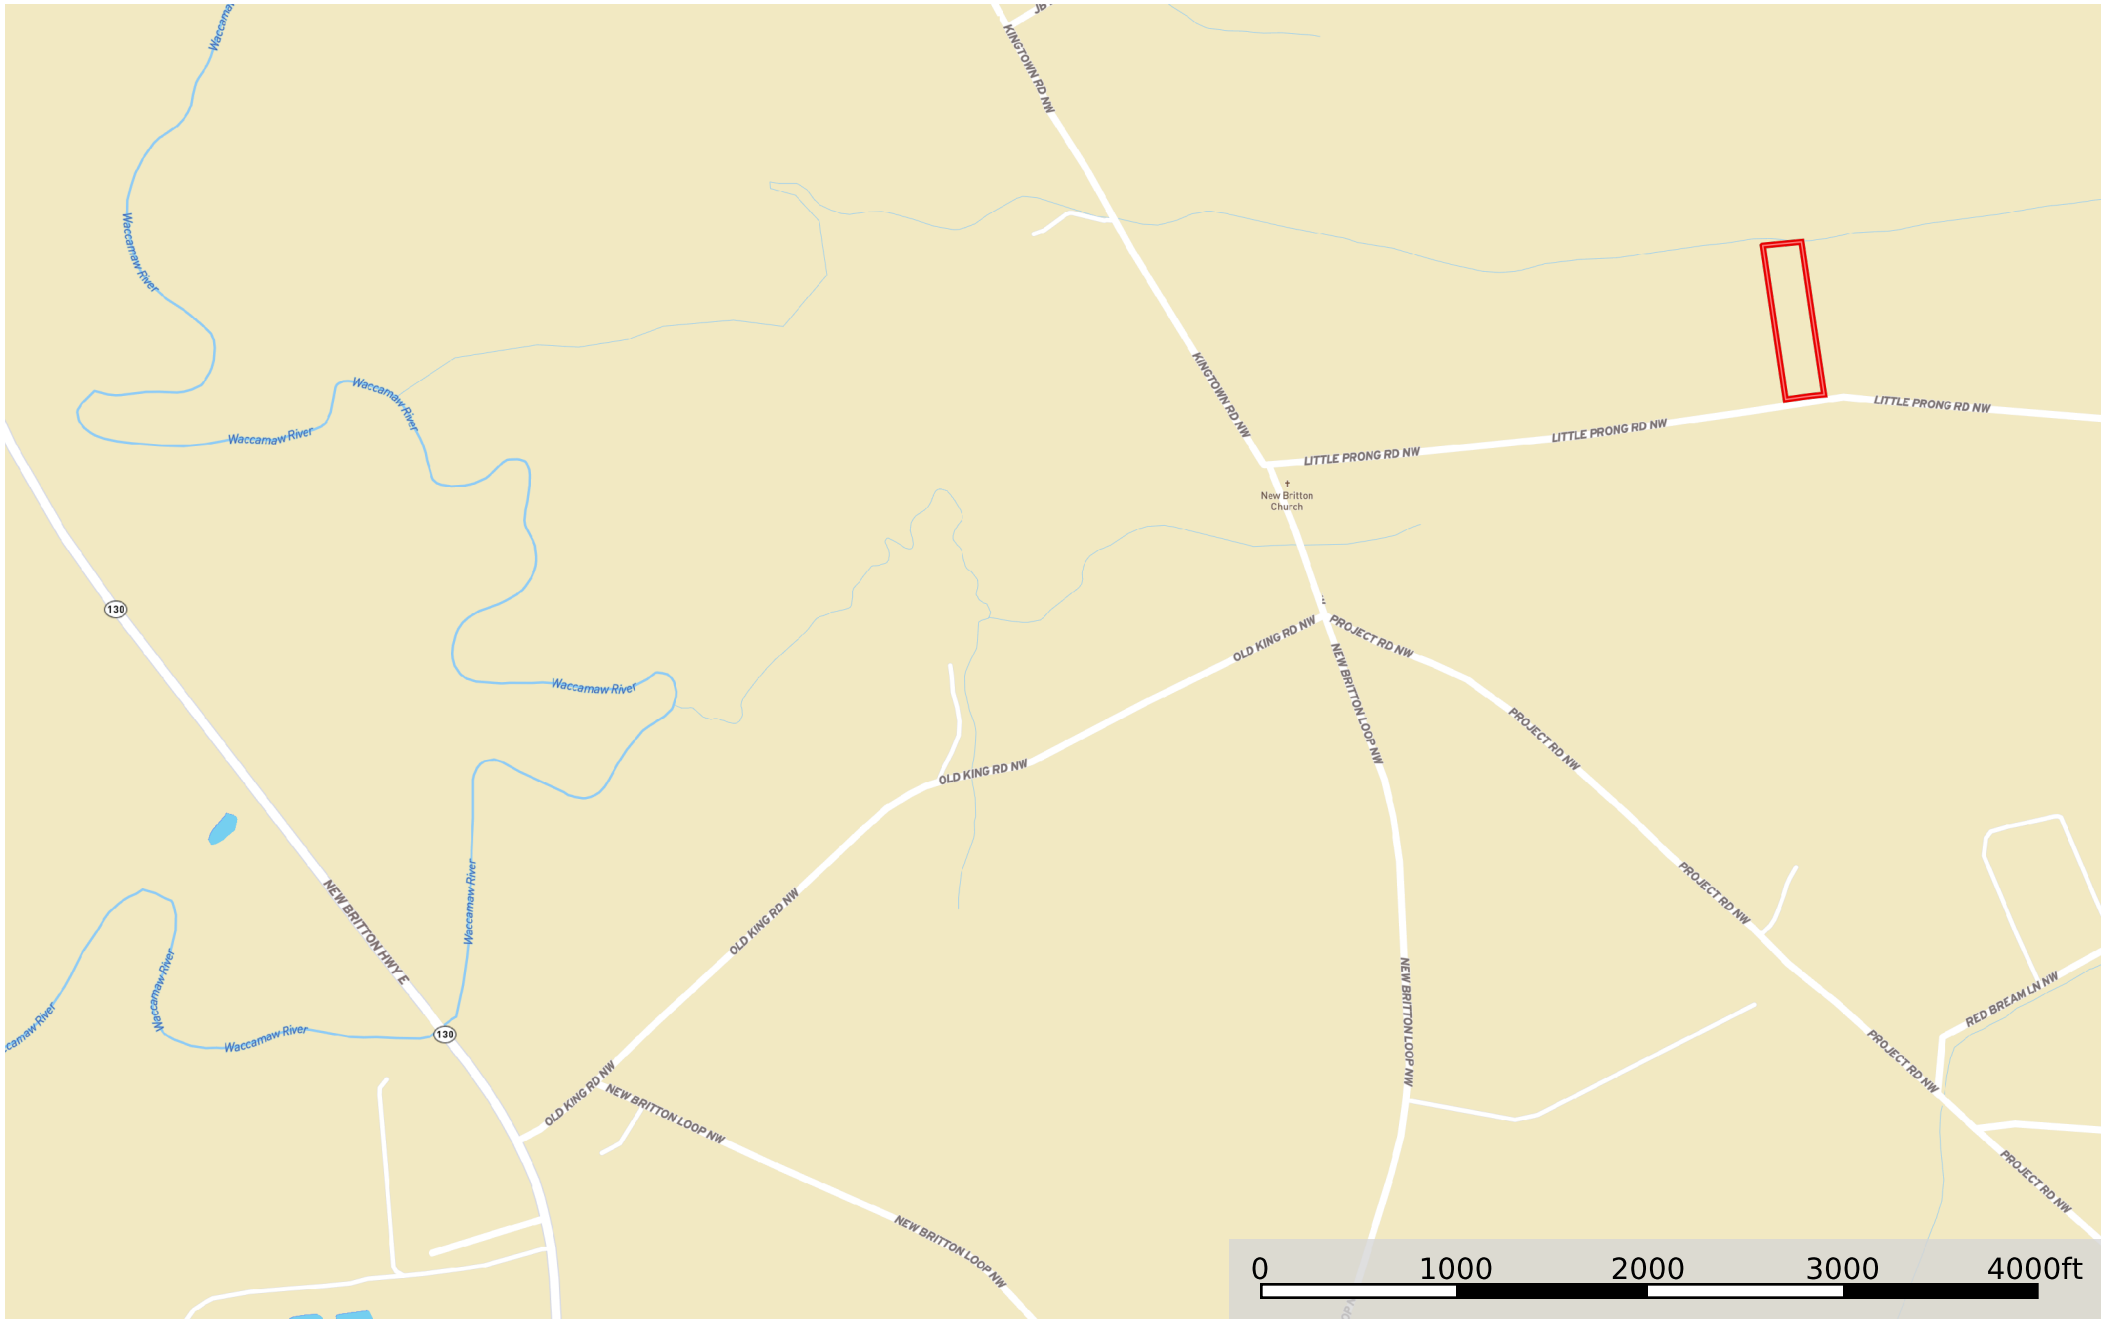 Waccamaw
JB
KINGTOWN RD NW
Waccamaw River
KINGTOWN RD NW
Waccamaw River
LITTLE PRONG RD NW
LITTLE PRONG RD NW
Waccamaw River
LITTLE PRONG RD NW
New Britton
Church
130
OLD KING RD NW
PROJECT RD NW
NEW BRITTON LOOP NW
Waccamaw River
PROJECT RD NW
OLD KING RD NW
Waccamaw River
NEW BRITTON HWY E
OLD KING RD NW
PROJECT RD NW
Waccamaw River
NEW BRITTON LOOP NW
RED BREAM LN NW
ccamaw River
Waccamaw River
130
PROJECT RD NW
OLD KING RD NW
NEW BRITTON LOOP NW
PROJECT RD NW
NEW BRITTON LOOP NW
0 1000 2000 3000 4000ft